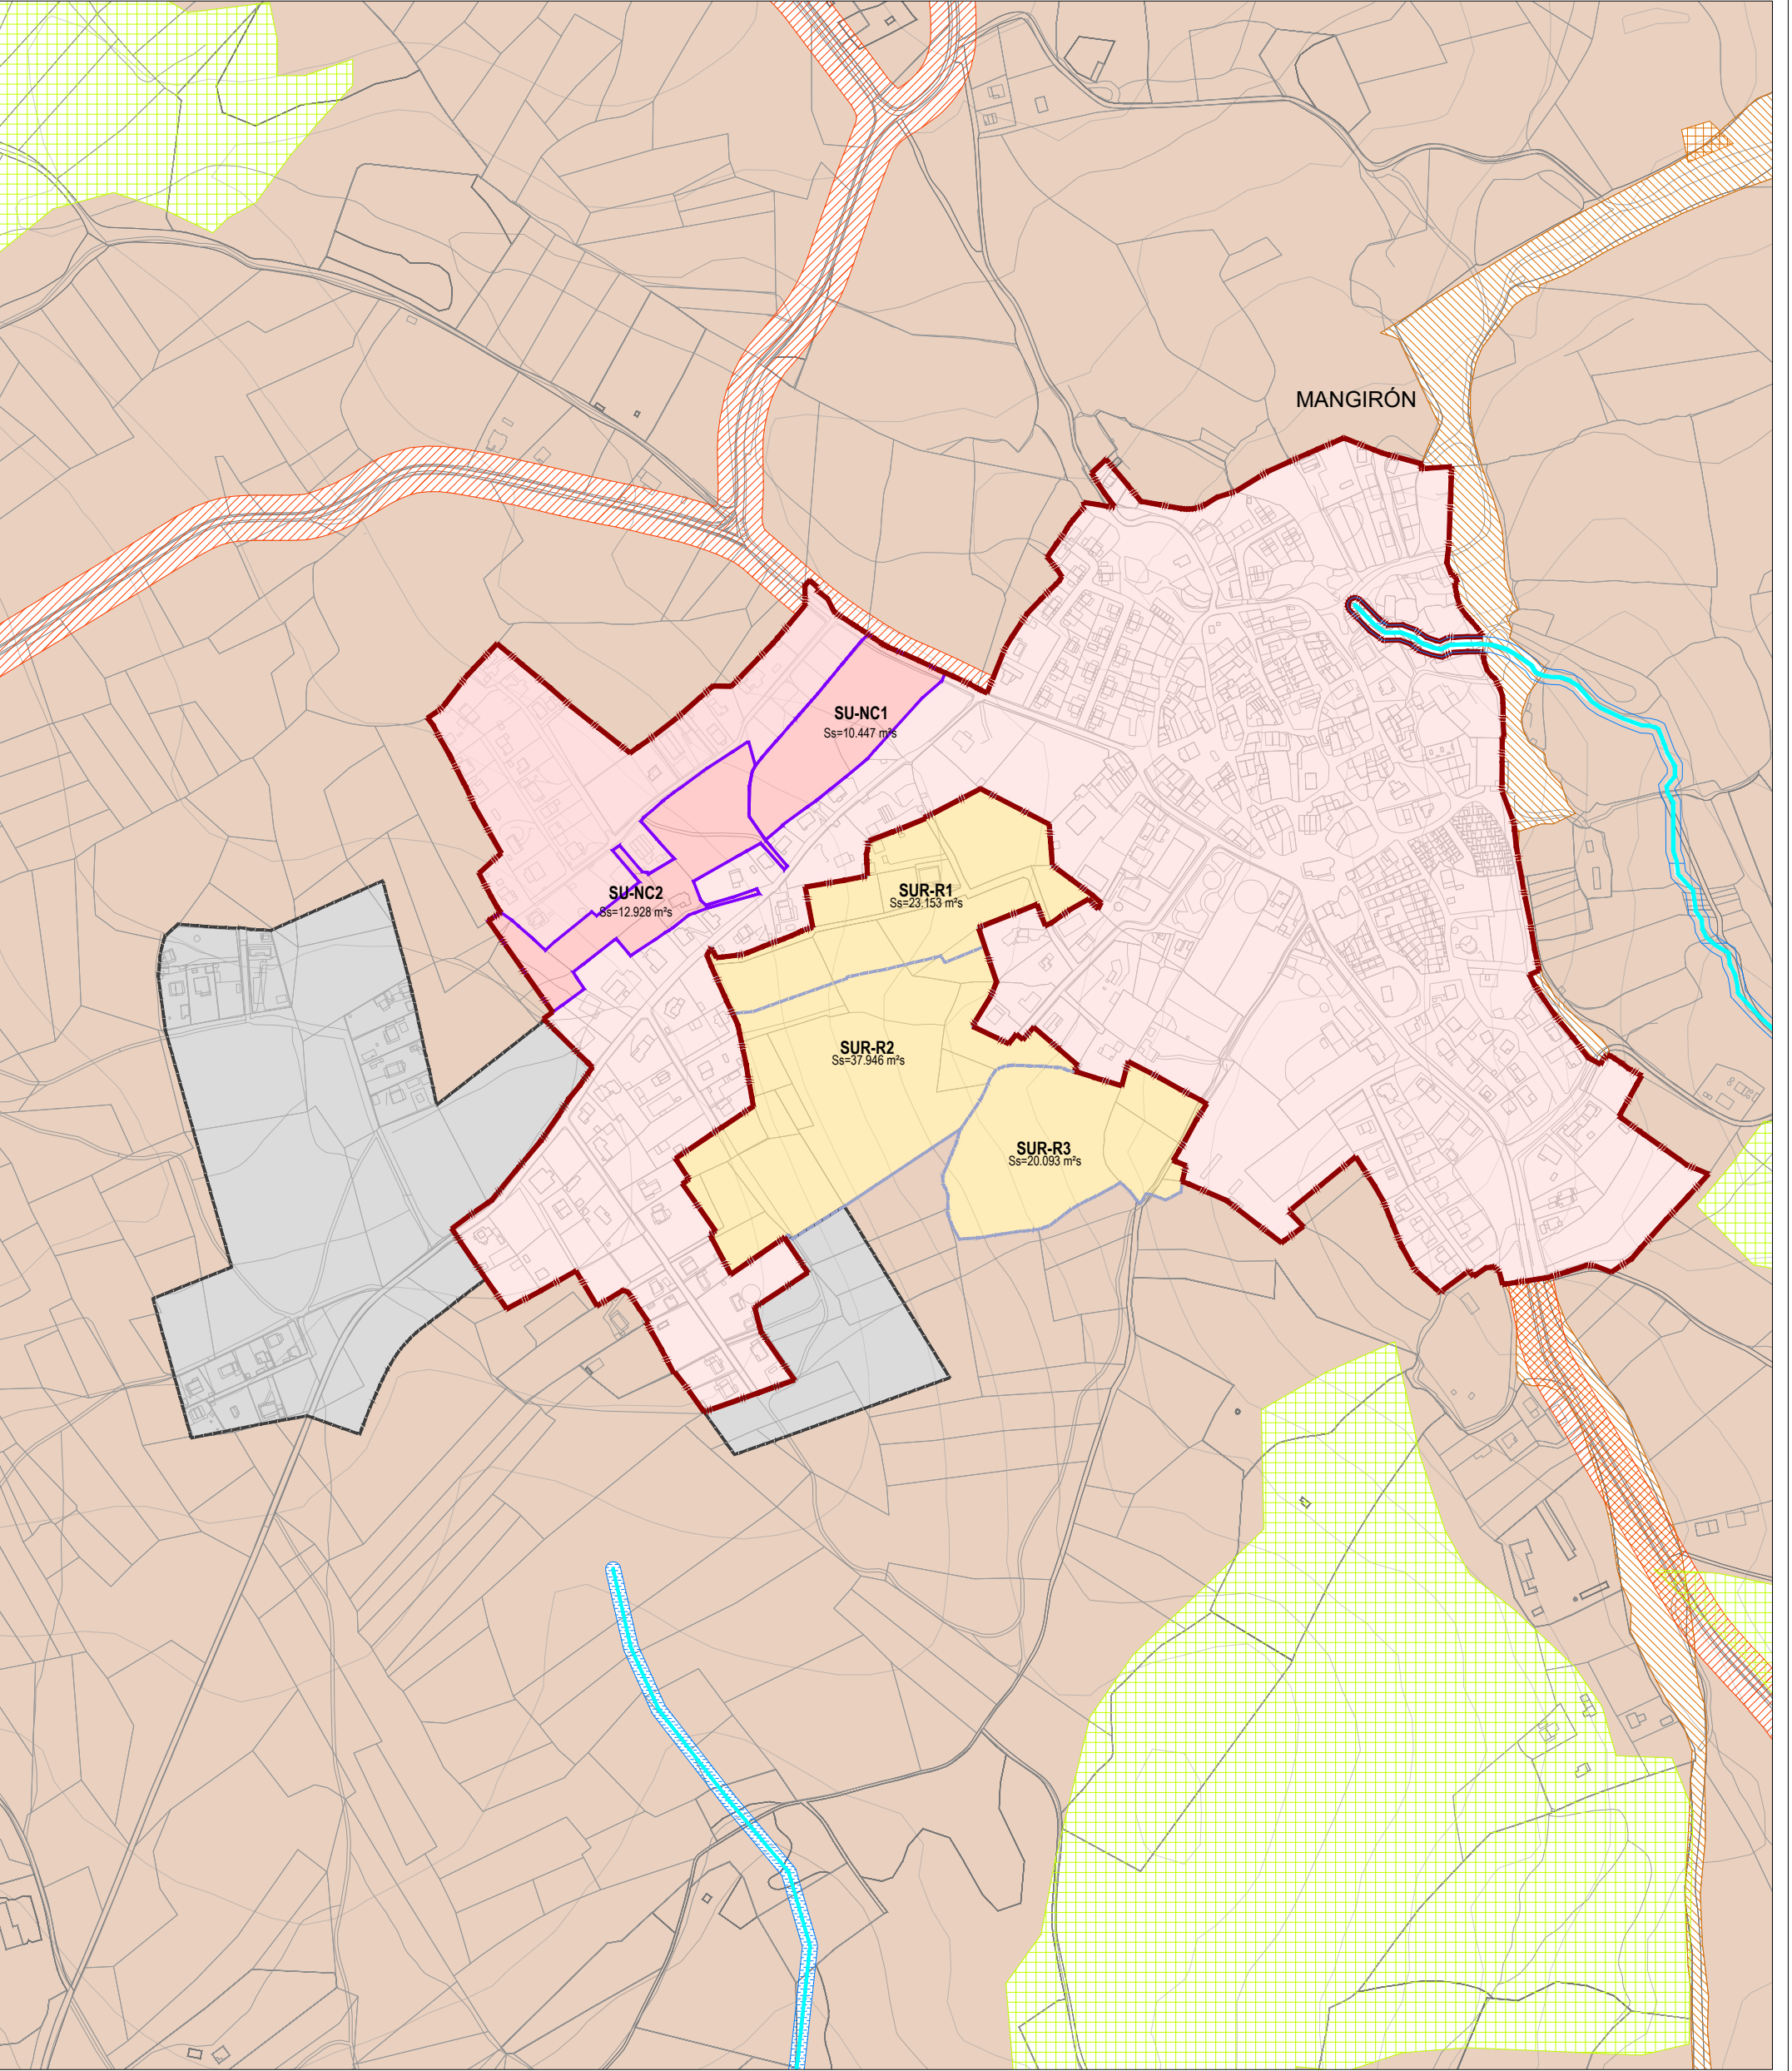 MANGIRÓN
SU-NC1
Ss=10.447 m²s
SU-NC2
Ss=12.928 m²s
SUR-R1
Ss=23.153 m²s
SUR-R2
Ss=37.946 m²s
SUR-R3
Ss=20.093 m²s